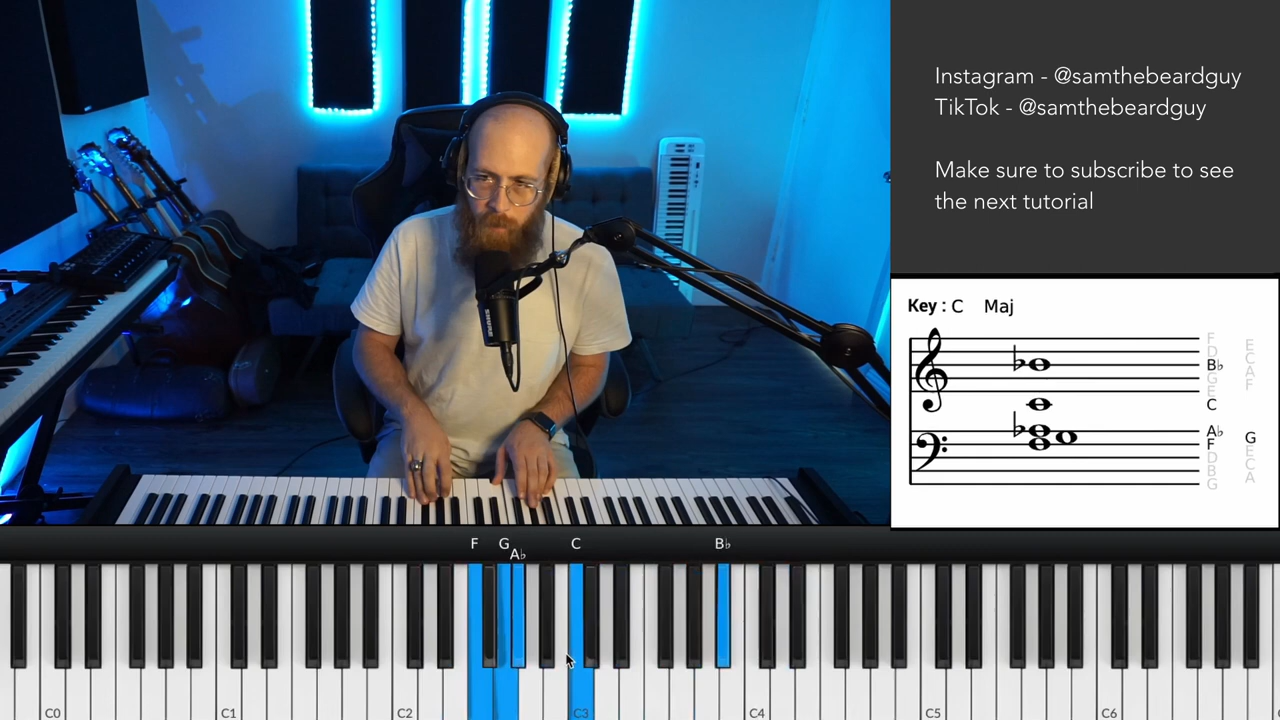 Instagram - @samthebeardguy
TikTok - @samthebeardguy
Make sure to subscribe to see
the next tutorial
Key : C Maj
F
E
D
C
B♭
A
G
F
E
C
A♭
G
F
E
D
C
B
A
G
SHURE
F G A♭ C B♭
C0 C1 C2 C3 C4 C5 C6